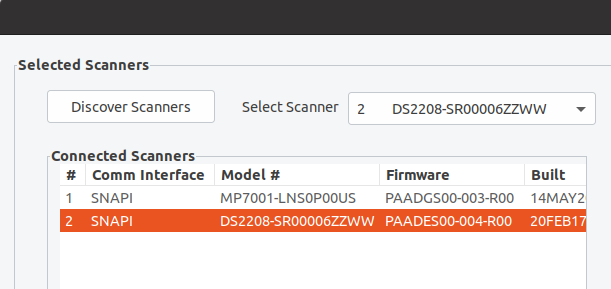 Selected Scanners
Discover Scanners Select Scanner 2 DS2208-SR00006ZZWW
Connected Scanners
# Comm Interface Model # Firmware Built
1 SNAPI MP7001-LNS0P00US PAADGS00-003-R00 14MAY20
2 SNAPI DS2208-SR00006ZZWW PAADES00-004-R00 20FEB17